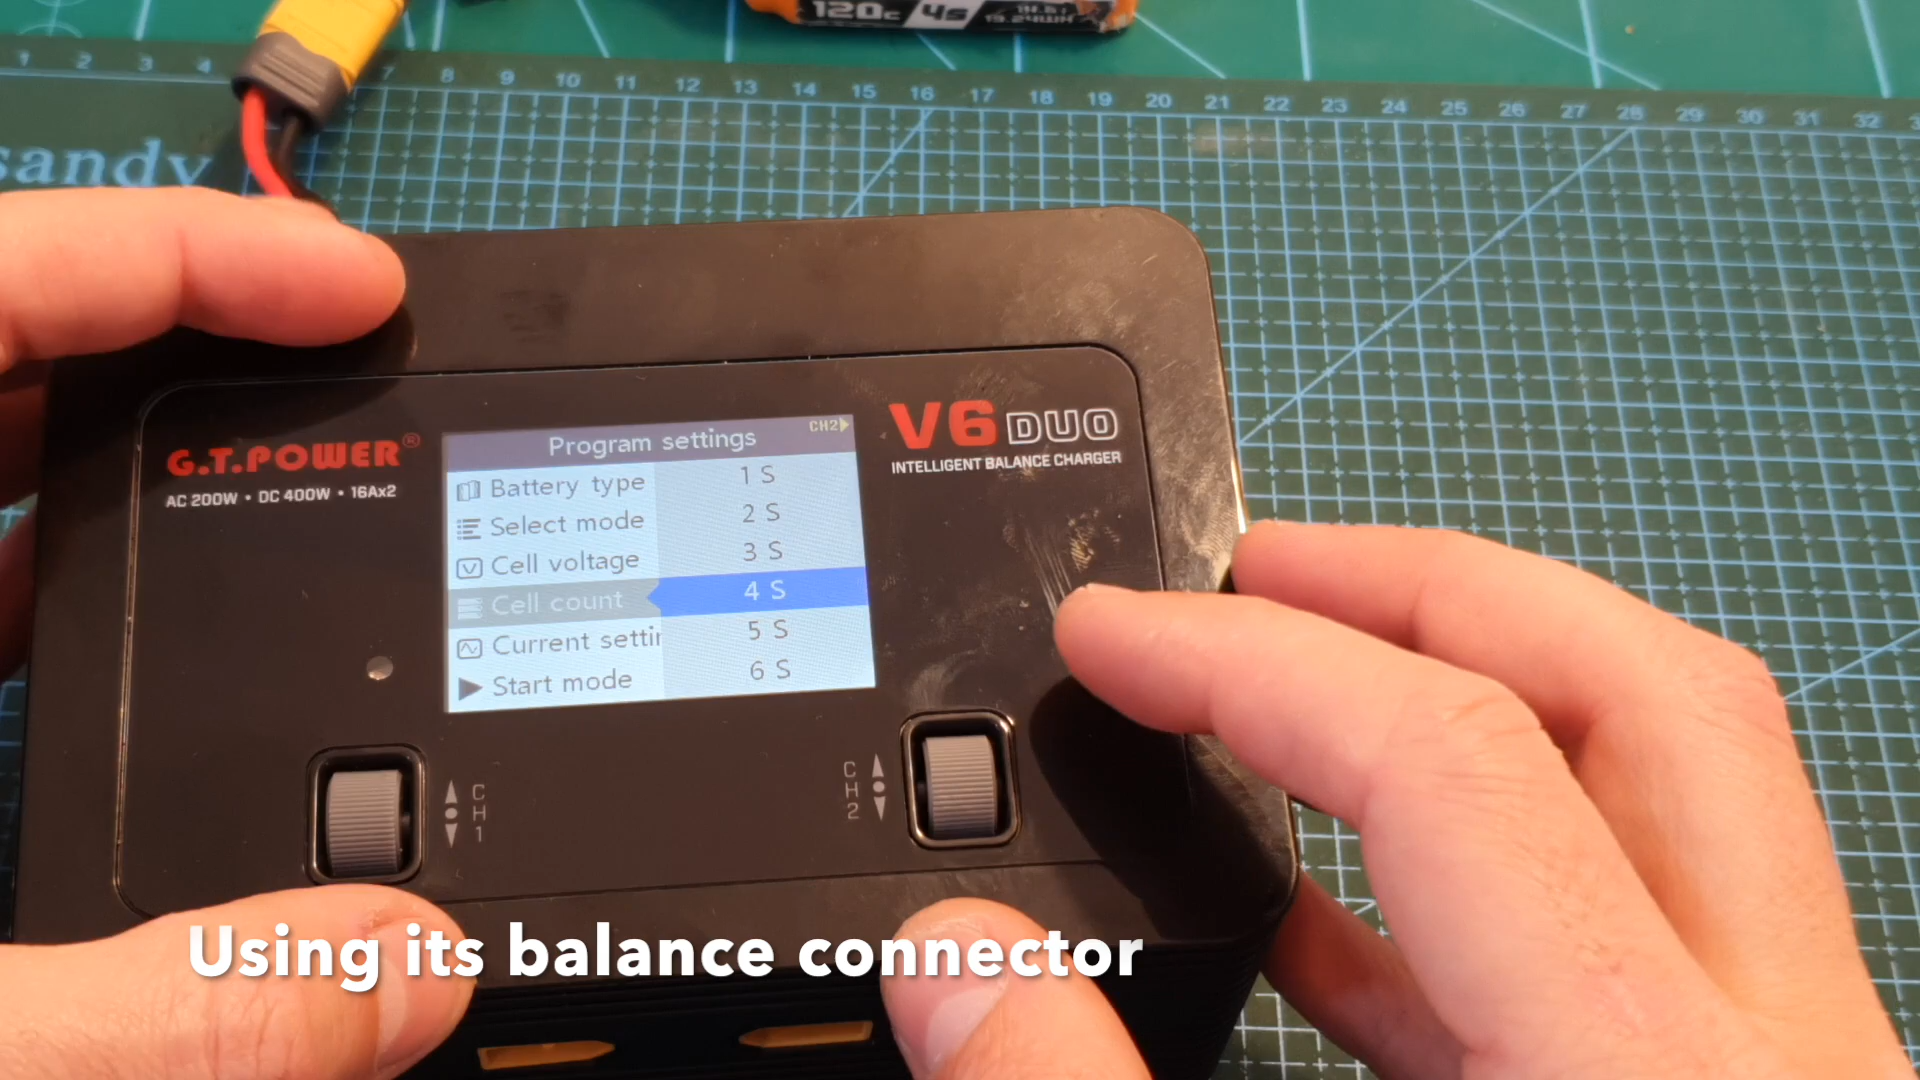 120c 4s
1 2 3 4 7 8 9 10 11 12 13 14 15 16 17 18 19 20 21 22 23 24 25 26 27 28 29 30 31 32
sandy
G.T.POWER®
AC 200W • DC 400W • 16Ax2
V6 DUO
INTELLIGENT BALANCE CHARGER
CH2
Program settings
Battery type 1 S
Select mode 2 S
Cell voltage 3 S
Cell count 4 S
Current settin 5 S
Start mode 6 S
CH1
CH2
Using its balance connector